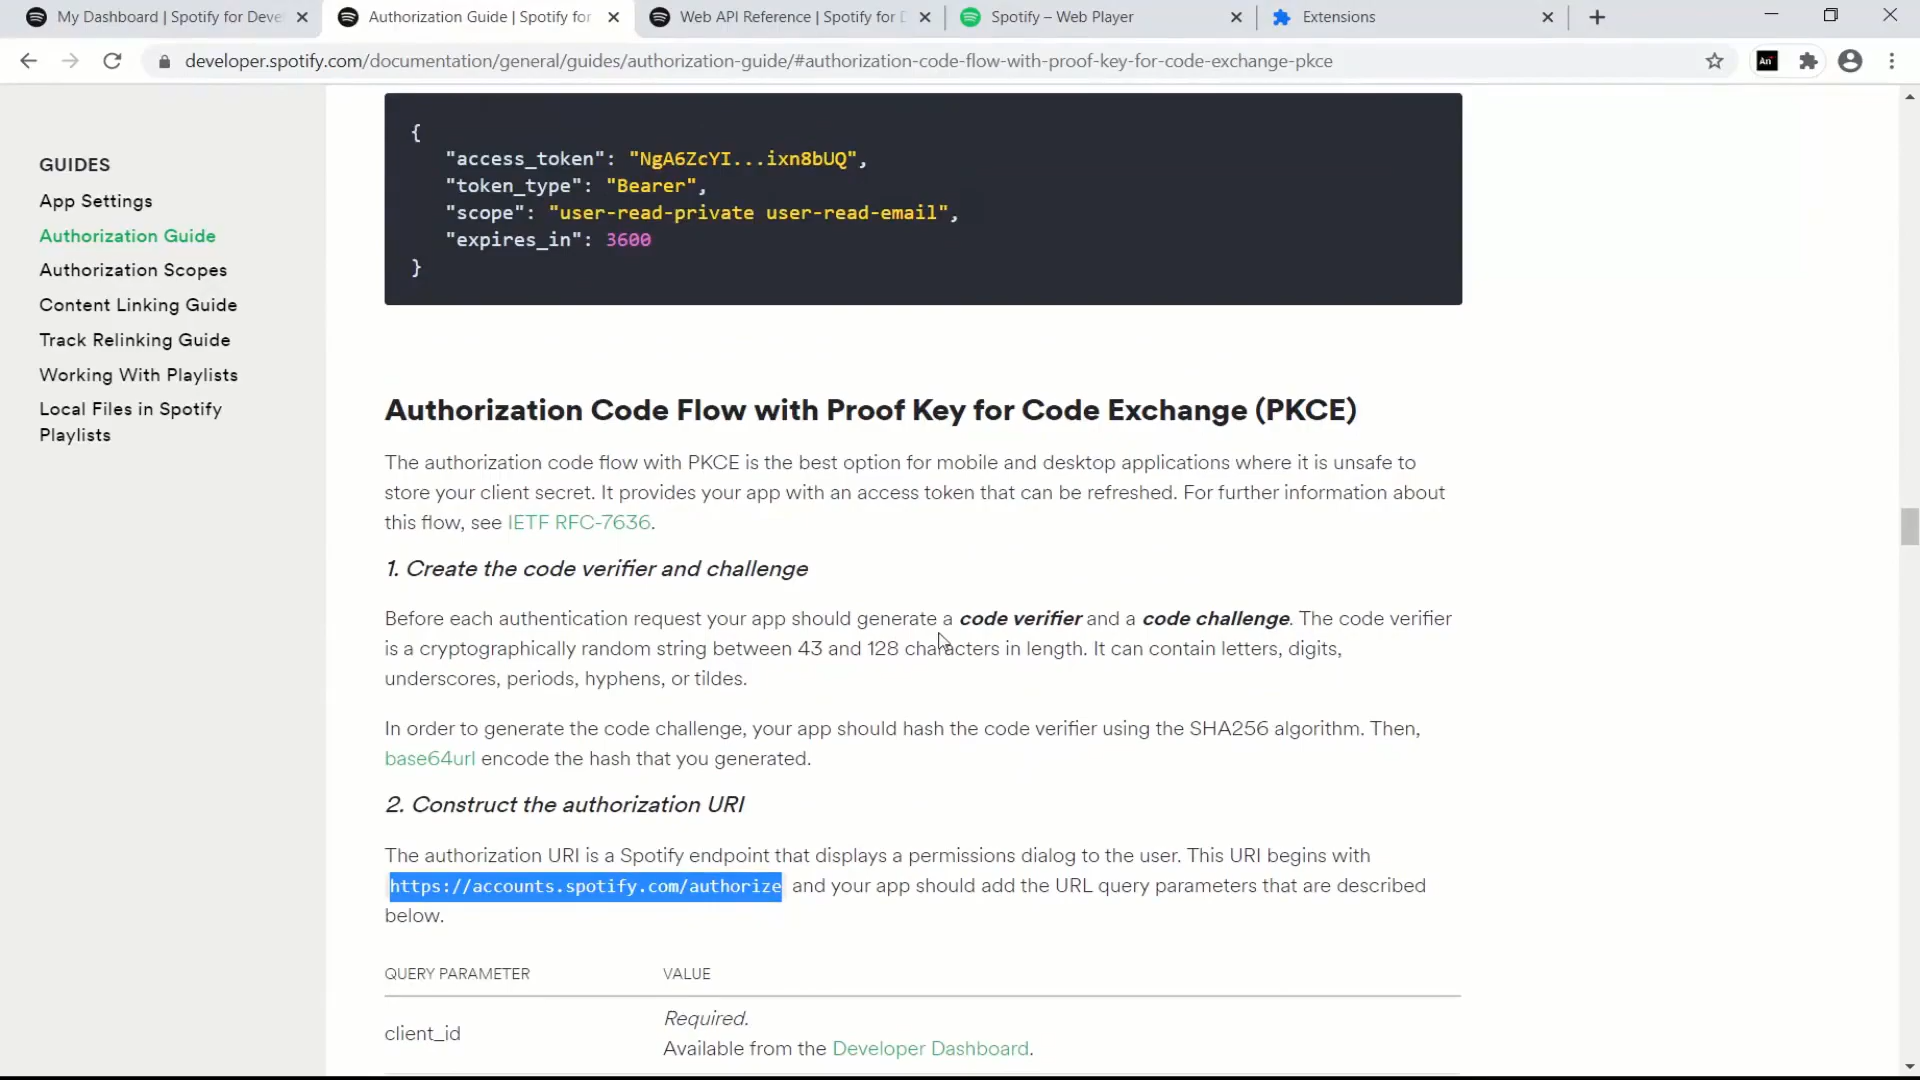 My Dashboard | Spotify for Deve
Authorization Guide | Spotify for
Web API Reference | Spotify for D
Spotify – Web Player
Extensions
developer.spotify.com/documentation/general/guides/authorization-guide/#authorization-code-flow-with-proof-key-for-code-exchange-pkce
An
GUIDES
App Settings
Authorization Guide
Authorization Scopes
Content Linking Guide
Track Relinking Guide
Working With Playlists
Local Files in Spotify
Playlists
{
"access_token": "NgA6ZcYI...ixn8bUQ",
"token_type": "Bearer",
"scope": "user-read-private user-read-email",
"expires_in": 3600
}
Authorization Code Flow with Proof Key for Code Exchange (PKCE)
The authorization code flow with PKCE is the best option for mobile and desktop applications where it is unsafe to
store your client secret. It provides your app with an access token that can be refreshed. For further information about
this flow, see IETF RFC-7636.
1. Create the code verifier and challenge
Before each authentication request your app should generate a code verifier and a code challenge. The code verifier
is a cryptographically random string between 43 and 128 characters in length. It can contain letters, digits,
underscores, periods, hyphens, or tildes.
In order to generate the code challenge, your app should hash the code verifier using the SHA256 algorithm. Then,
base64url encode the hash that you generated.
2. Construct the authorization URI
The authorization URI is a Spotify endpoint that displays a permissions dialog to the user. This URI begins with
https://accounts.spotify.com/authorize and your app should add the URL query parameters that are described
below.
QUERY PARAMETER VALUE
Required.
client_id
Available from the Developer Dashboard.